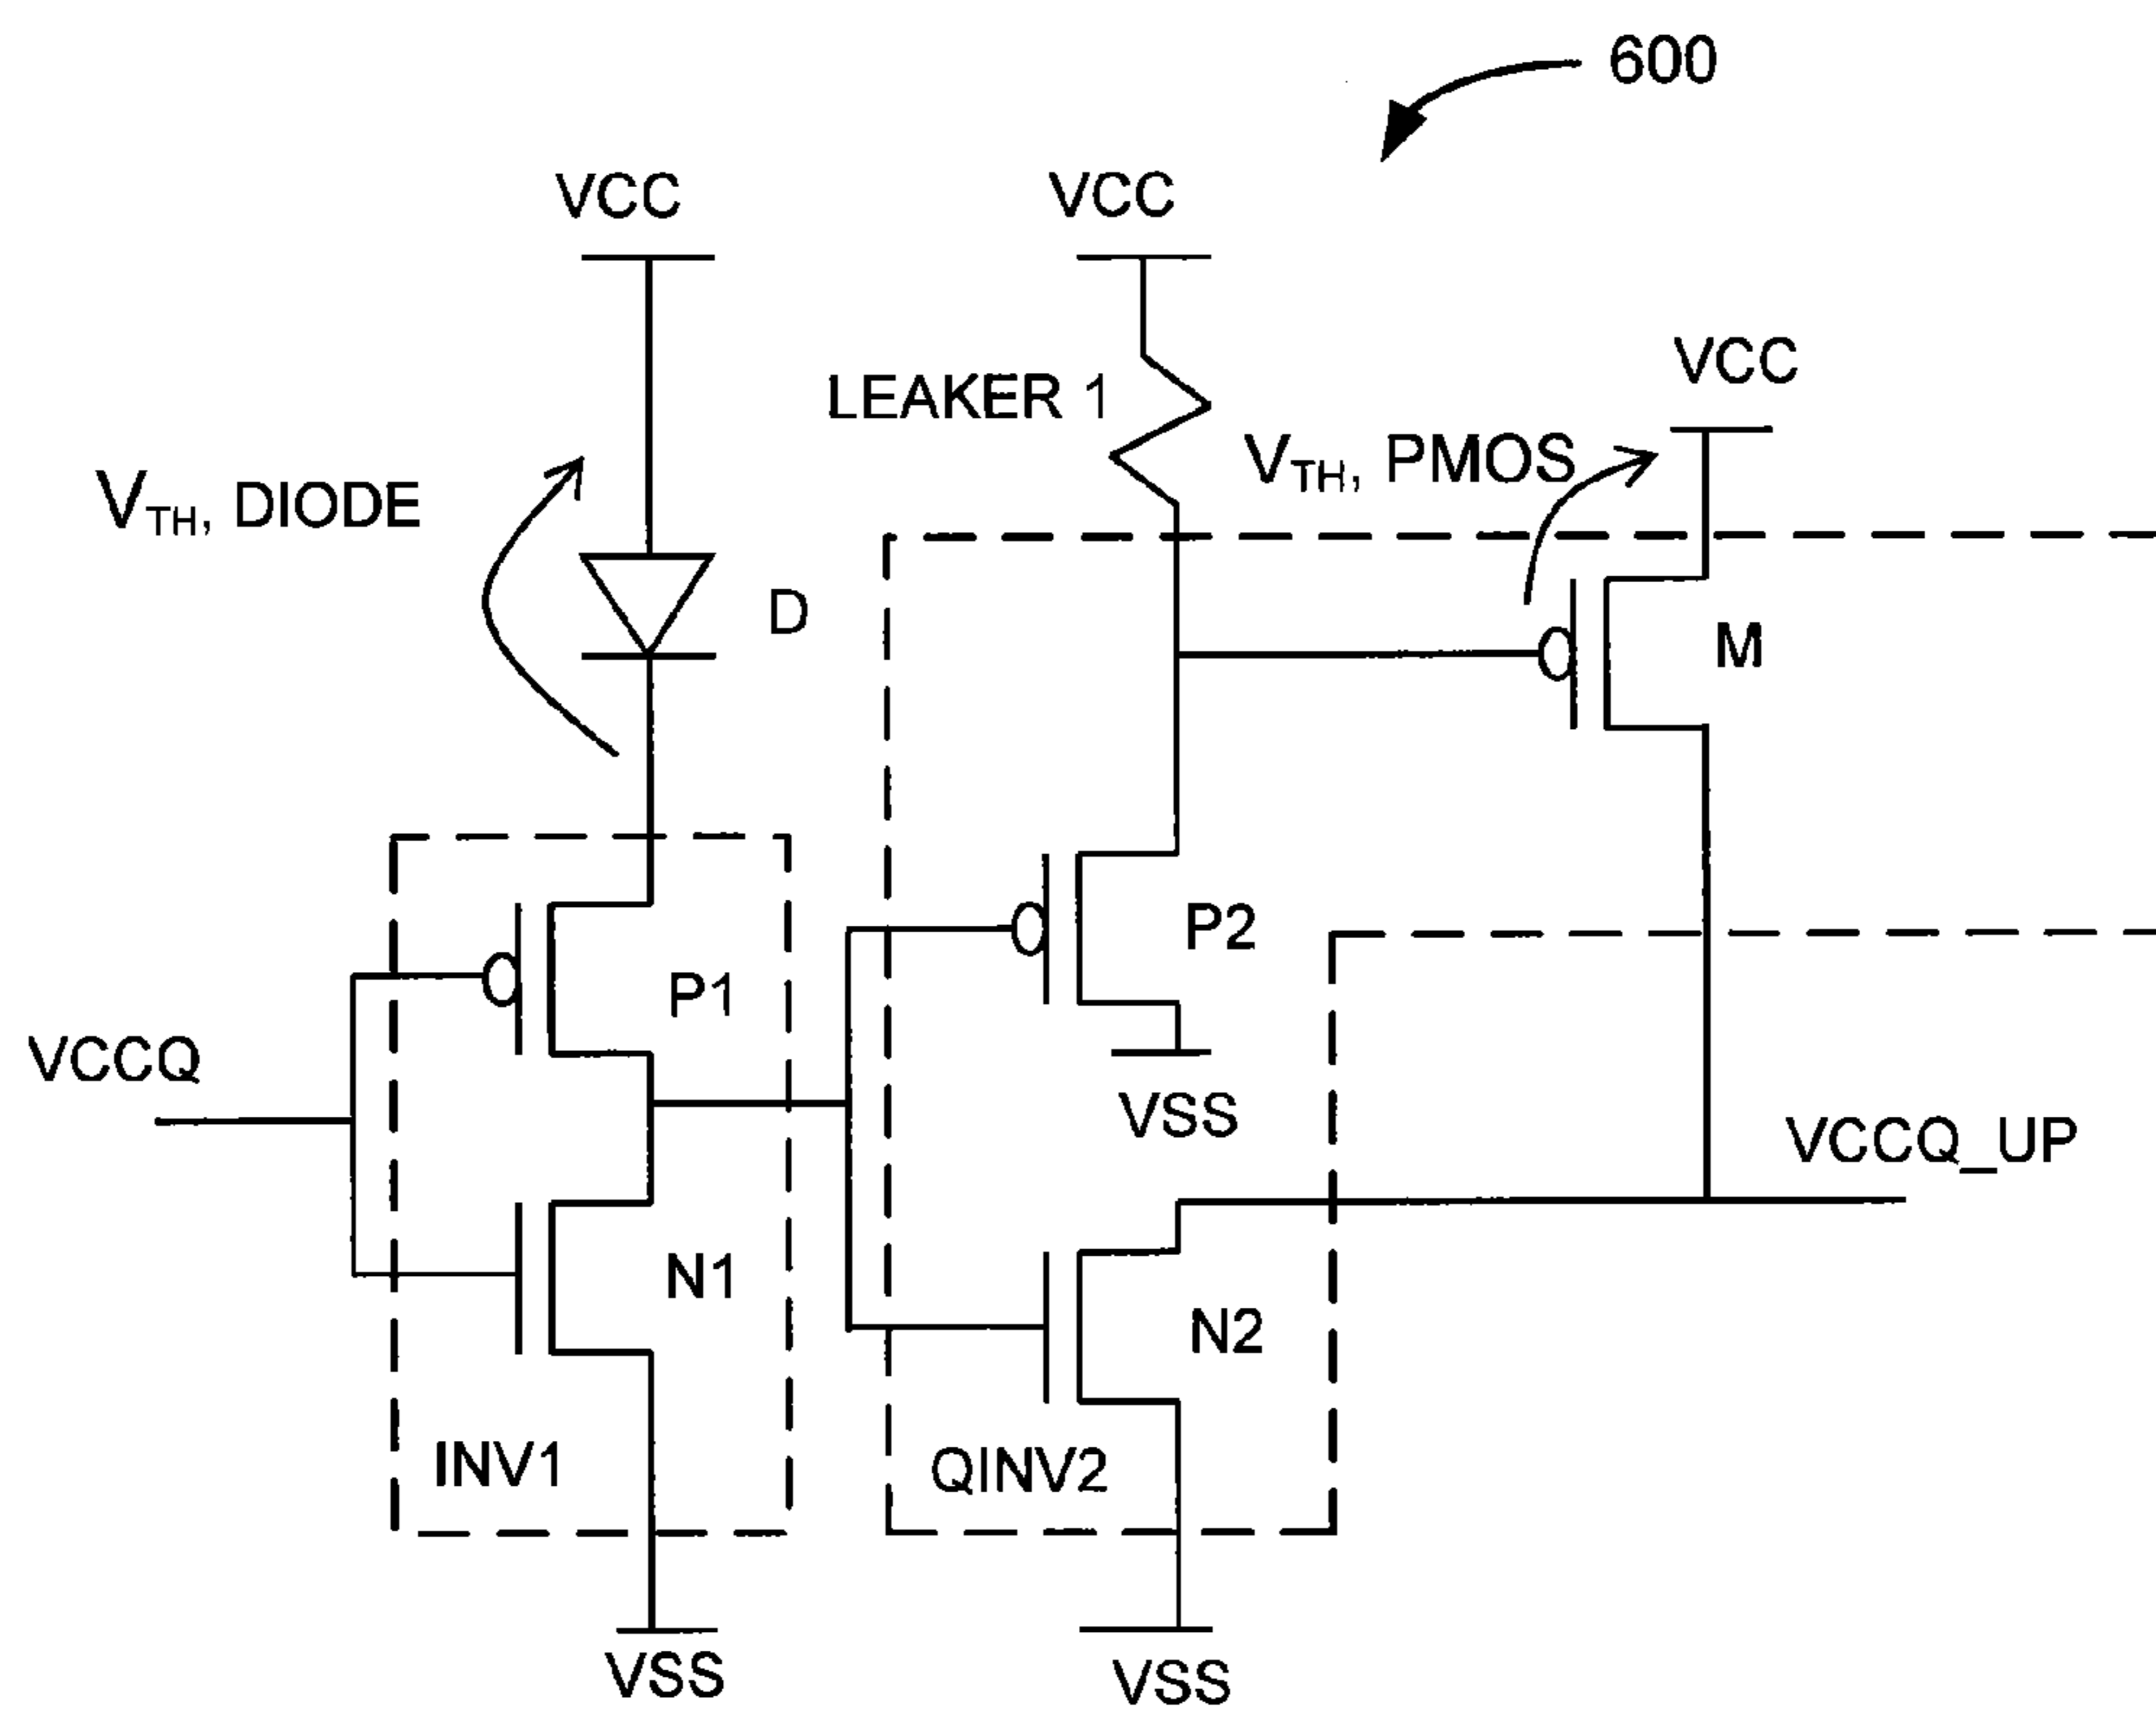 600
VCC
VCC
VCC
LEAKER 1
VTH, PMOS
VTH, DIODE
D
M
P2
P1
VCCQ
VSS
VCCQ_UP
N1
N2
INV1
QINV2
VSS
VSS